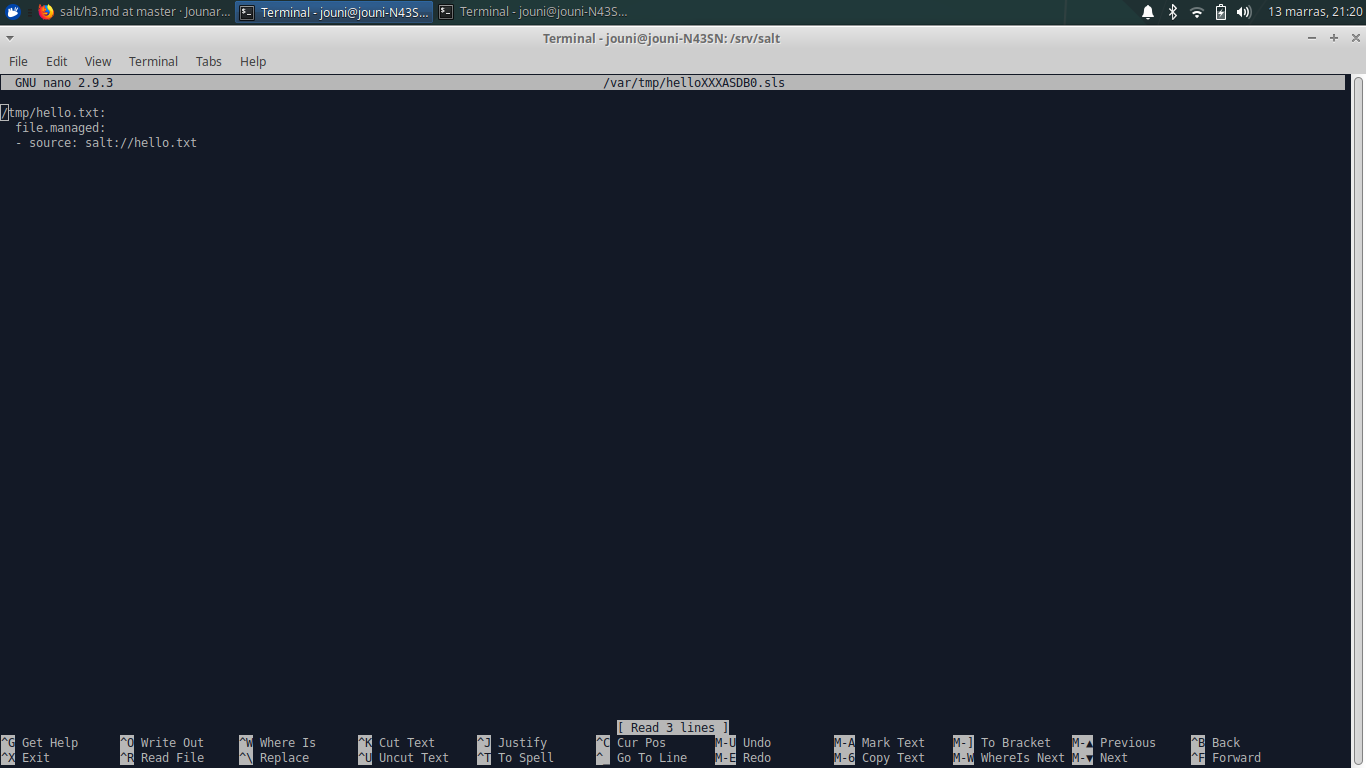 salt/h3.md at master · Jounar... Terminal - jouni@jouni-N43S... Terminal - jouni@jouni-N43S... 13 marras, 21:20
Terminal - jouni@jouni-N43SN: /srv/salt
File Edit View Terminal Tabs Help
GNU nano 2.9.3 /var/tmp/helloXXXASDB0.sls
/tmp/hello.txt:
  file.managed:
  - source: salt://hello.txt
[ Read 3 lines ]
^G Get Help ^O Write Out ^W Where Is ^K Cut Text ^J Justify ^C Cur Pos M-U Undo M-A Mark Text M-] To Bracket M-▲ Previous ^B Back
^X Exit ^R Read File ^\ Replace ^U Uncut Text ^T To Spell ^_ Go To Line M-E Redo M-6 Copy Text M-W WhereIs Next M-▼ Next ^F Forward